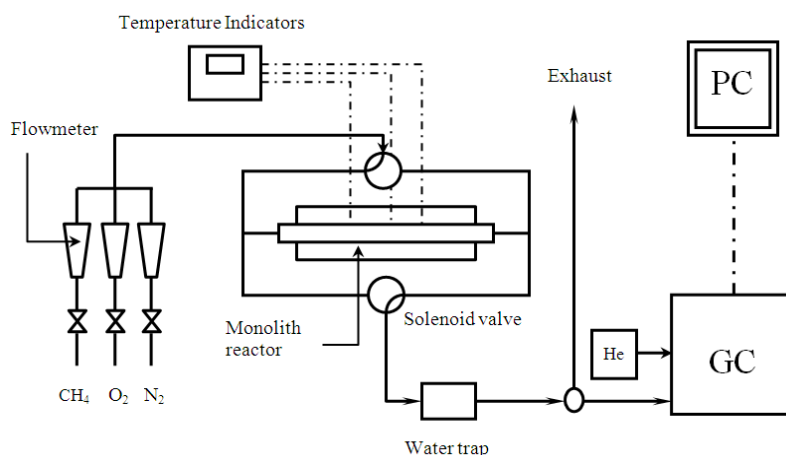 Temperature Indicators
Exhaust
PC
Flowmeter
Solenoid valve
Monolith
reactor
He
GC
CH₄ O₂ N₂
Water trap